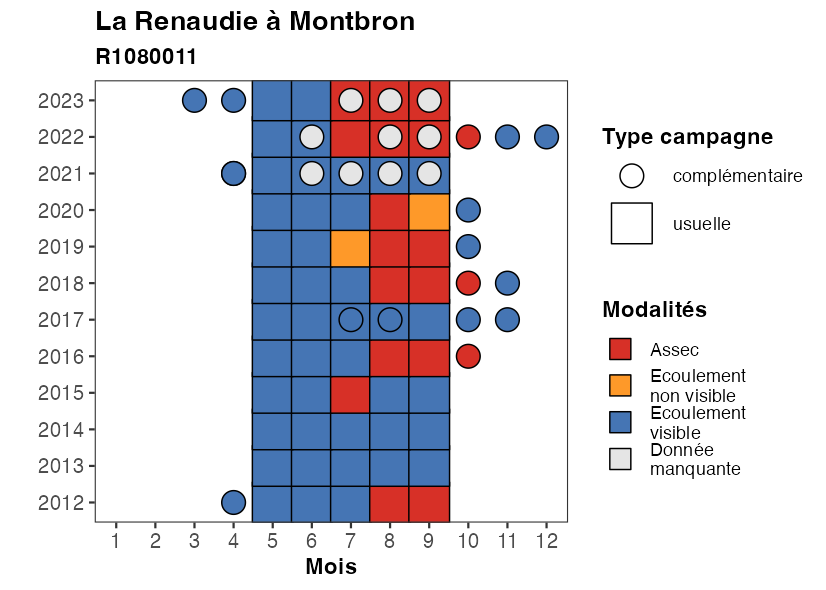 La Renaudie à Montbron
R1080011
2023
2022
2021
2020
2019
2018
2017
2016
2015
2014
2013
2012
1 2 3 4 5 6 7 8 9 10 11 12
Mois
Type campagne
complémentaire
usuelle
Modalités
Assec
Ecoulement
non visible
Ecoulement
visible
Donnée
manquante